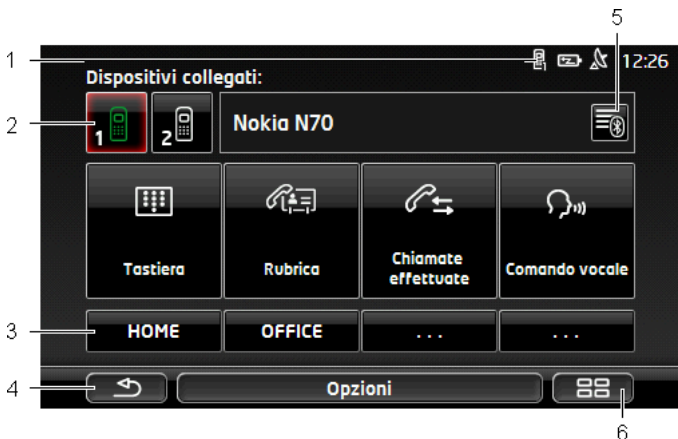 5
1
12:26
Dispositivi collegati:
2
1
2
Nokia N70
Tastiera
Rubrica
Chiamate
effettuate
Comando vocale
3
HOME
OFFICE
...
...
4
Opzioni
6